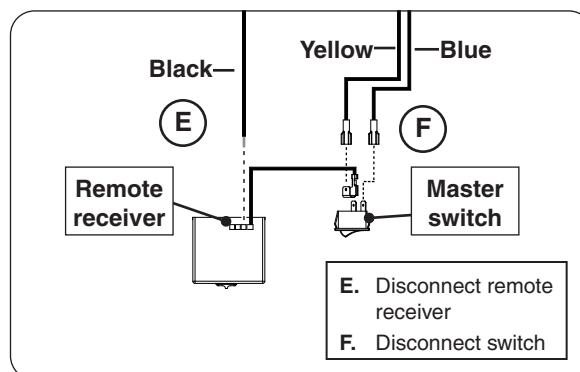 Yellow
Blue
Black
E
F
Remote
receiver
Master
switch
E. Disconnect remote
receiver
F. Disconnect switch